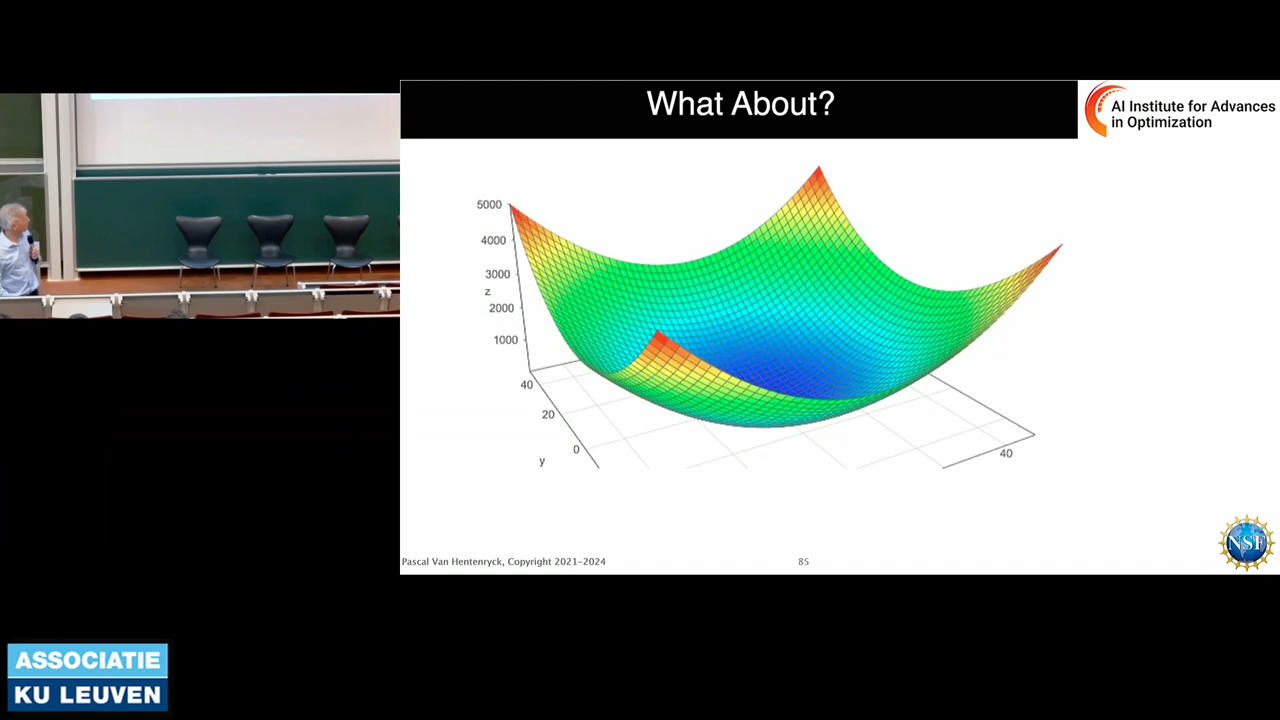 What About?
AI Institute for Advances
in Optimization
5000
4000
3000
z
2000
1000
40
20
0
y
40
Pascal Van Hentenryck, Copyright 2021–2024
85
NSF
ASSOCIATIE
KU LEUVEN